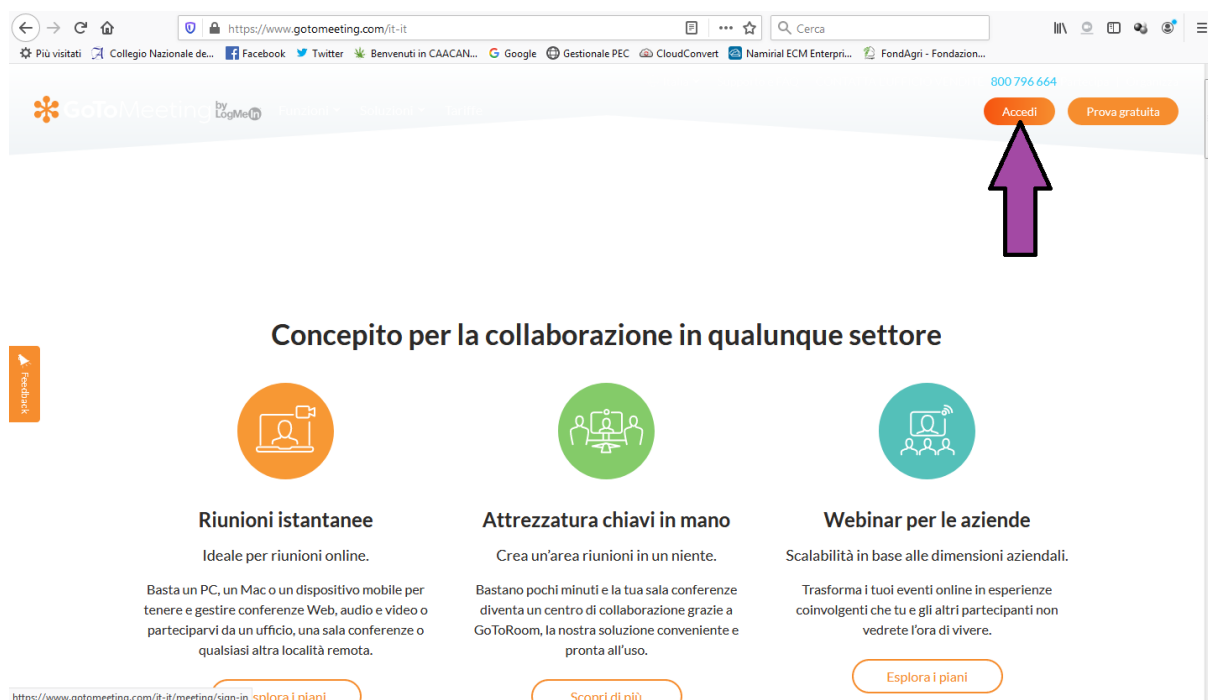 https://www.gotomeeting.com/it-it
Cerca
Più visitati Collegio Nazionale de... Facebook Twitter Benvenuti in CAACAN... Google Gestionale PEC CloudConvert Namirial ECM Enterpri... FondAgri - Fondazion...
800 796 664
GoToMeeting by LogMeIn
Accedi Prova gratuita
Concepito per la collaborazione in qualunque settore
Feedback
Riunioni istantanee
Ideale per riunioni online.
Basta un PC, un Mac o un dispositivo mobile per
tenere e gestire conferenze Web, audio e video o
parteciparvi da un ufficio, una sala conferenze o
qualsiasi altra località remota.
Attrezzatura chiavi in mano
Crea un'area riunioni in un niente.
Bastano pochi minuti e la tua sala conferenze
diventa un centro di collaborazione grazie a
GoToRoom, la nostra soluzione conveniente e
pronta all'uso.
Webinar per le aziende
Scalabilità in base alle dimensioni aziendali.
Trasforma i tuoi eventi online in esperienze
coinvolgenti che tu e gli altri partecipanti non
vedrete l'ora di vivere.
Esplora i piani
Scopri di più
splora i piani
https://www.gotomeeting.com/it-it/meeting/sign-in